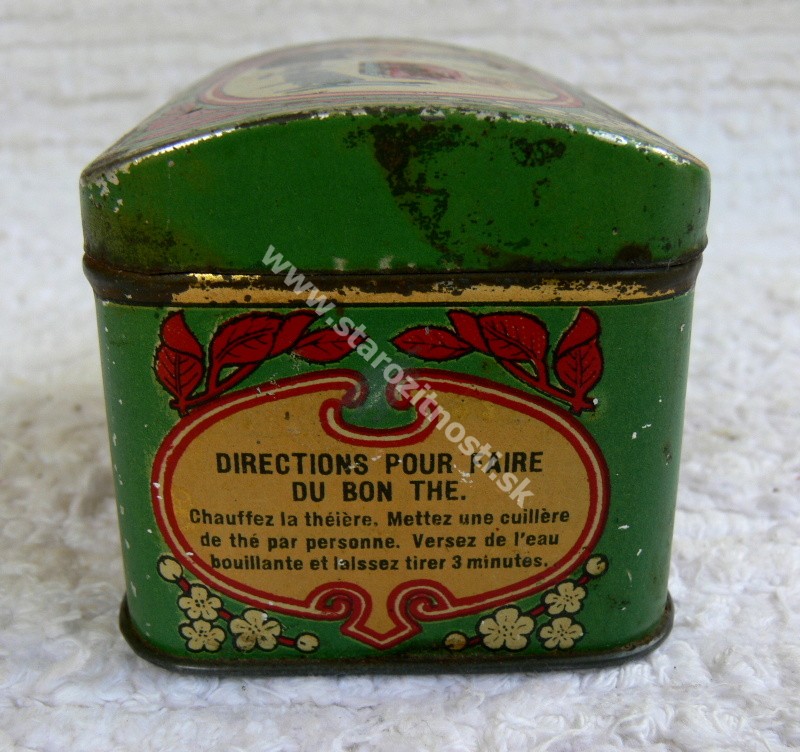 www.starozitnosti.sk
DIRECTIONS POUR FAIRE
DU BON THE.
Chauffez la théière. Mettez une cuillère
de thé par personne. Versez de l'eau
bouillante et laissez tirer 3 minutes.